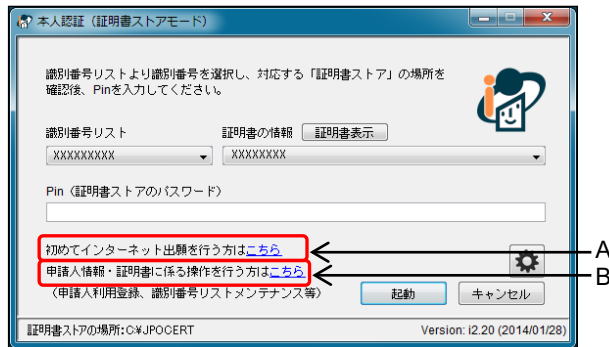 本人認証（証明書ストアモード）
識別番号リストより識別番号を選択し、対応する「証明書ストア」の場所を
確認後、Pinを入力してください。
識別番号リスト 証明書の情報 証明書表示
XXXXXXXXX XXXXXXXX
Pin（証明書ストアのパスワード）
初めてインターネット出願を行う方はこちら A
申請人情報・証明書に係る操作を行う方はこちら B
（申請人利用登録、識別番号リストメンテナンス等） 起動 キャンセル
証明書ストアの場所:C¥JPOCERT Version: i2.20 (2014/01/28)